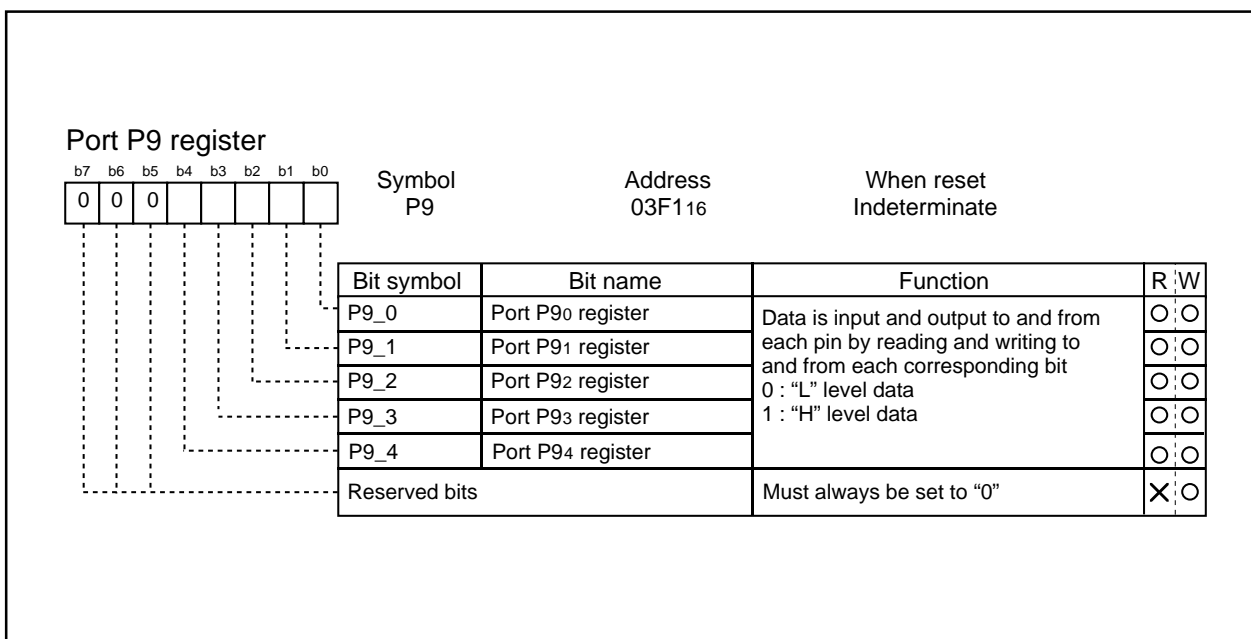 Port P9 register
b7 b6 b5 b4 b3 b2 b1 b0
0 0 0
Symbol Address When reset
P9 03F116 Indeterminate
Bit symbol Bit name Function R W
P9_0 Port P90 register
P9_1 Port P91 register
P9_2 Port P92 register
P9_3 Port P93 register
P9_4 Port P94 register
Data is input and output to and from
each pin by reading and writing to
and from each corresponding bit
0 : “L” level data
1 : “H” level data
Reserved bits Must always be set to “0”